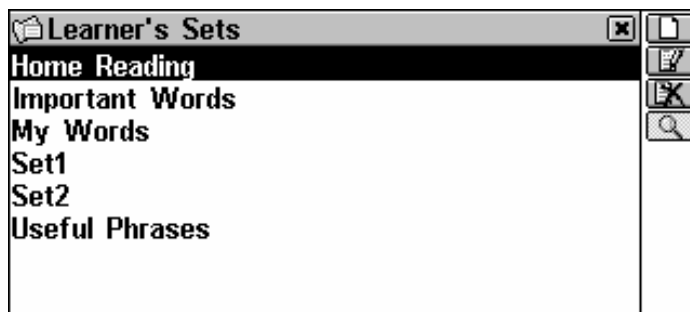 Learner's Sets
Home Reading
Important Words
My Words
Set1
Set2
Useful Phrases